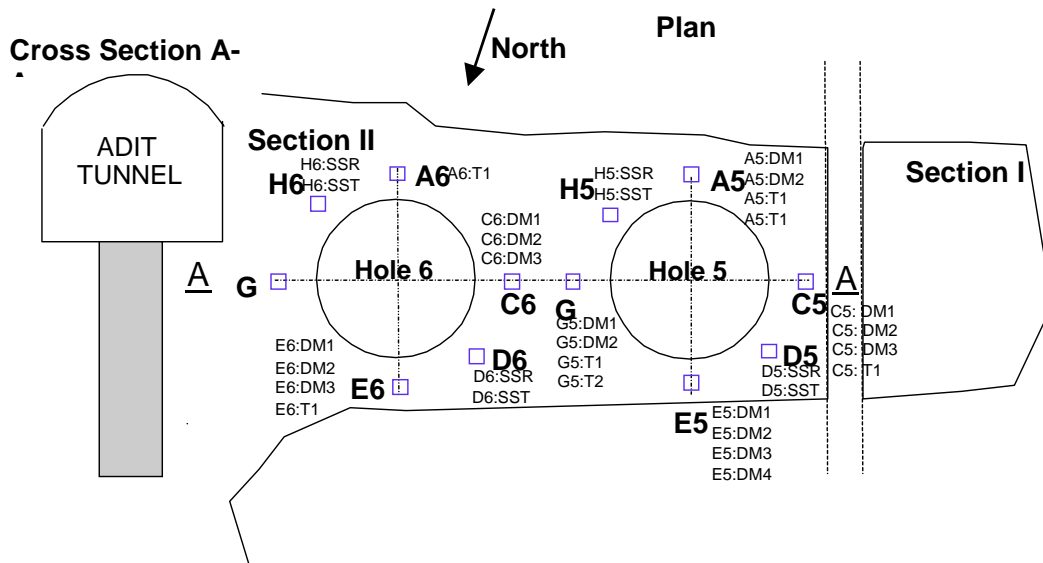 Plan
North
Cross Section A-
ADIT
TUNNEL
Section II
Section I
H6:SSR
H6:SST
H6
A6
A6:T1
H5:SSR
H5:SST
H5
A5
A5:DM1
A5:DM2
A5:T1
A5:T1
C6:DM1
C6:DM2
C6:DM3
Hole 6
Hole 5
A
G
C6
G
C5
A
G5:DM1
G5:DM2
G5:T1
G5:T2
C5: DM1
C5: DM2
C5: DM3
C5: T1
E6:DM1
E6:DM2
E6:DM3
E6:T1
E6
D6
D6:SSR
D6:SST
D5
D5:SSR
D5:SST
E5
E5:DM1
E5:DM2
E5:DM3
E5:DM4